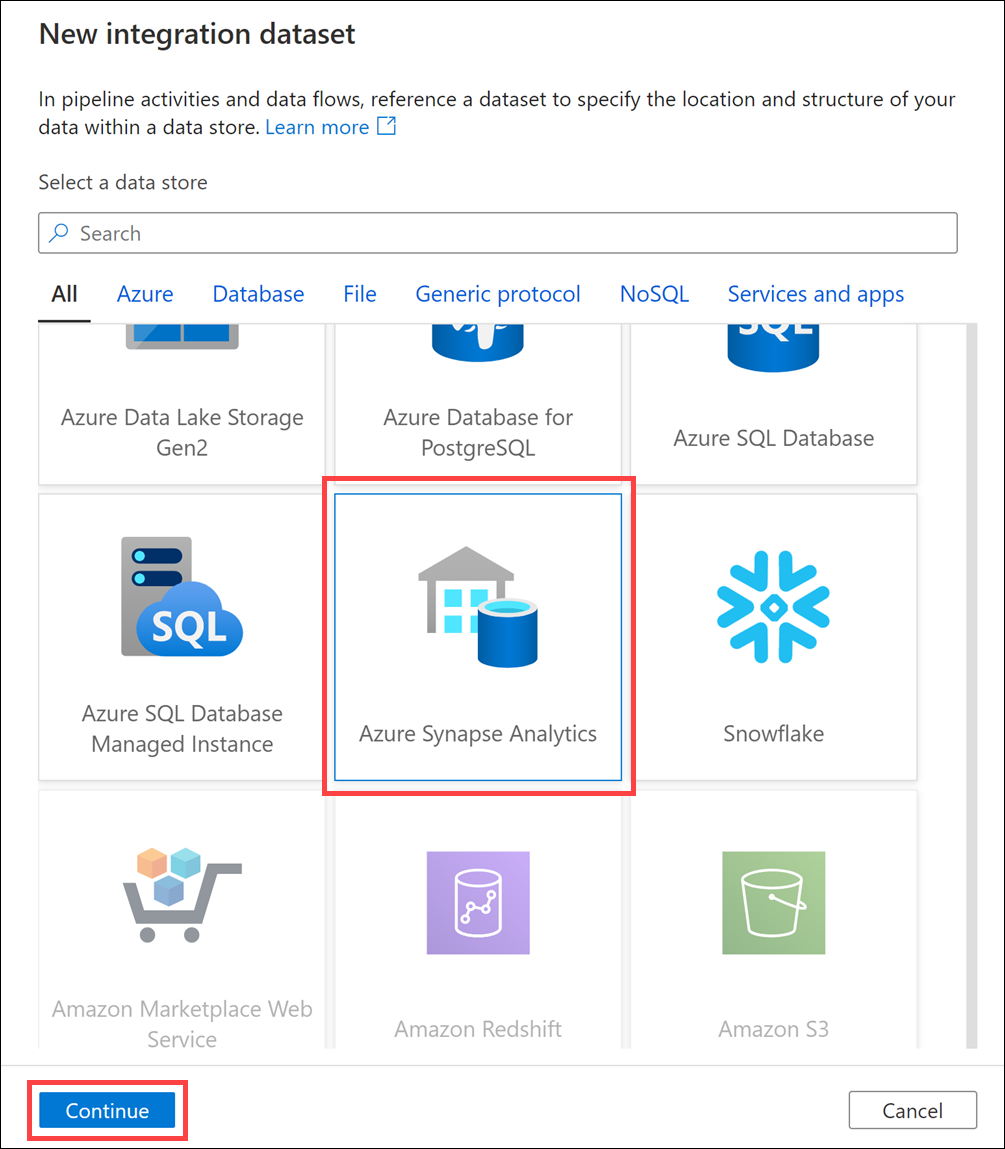 New integration dataset
In pipeline activities and data flows, reference a dataset to specify the location and structure of your
data within a data store. Learn more
Select a data store
Search
All Azure Database File Generic protocol NoSQL Services and apps
SQL
Azure Data Lake Storage
Gen2
Azure Database for
PostgreSQL
Azure SQL Database
SQL
Azure SQL Database
Managed Instance
Azure Synapse Analytics
Snowflake
Amazon Marketplace Web
Service
Amazon Redshift
Amazon S3
Continue
Cancel